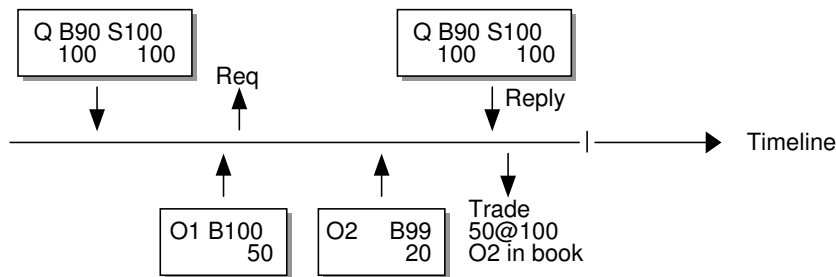 Q B90 S100
100 100
Req
Q B90 S100
100 100
Reply
Timeline
O1 B100
50
O2 B99
20
Trade
50@100
O2 in book